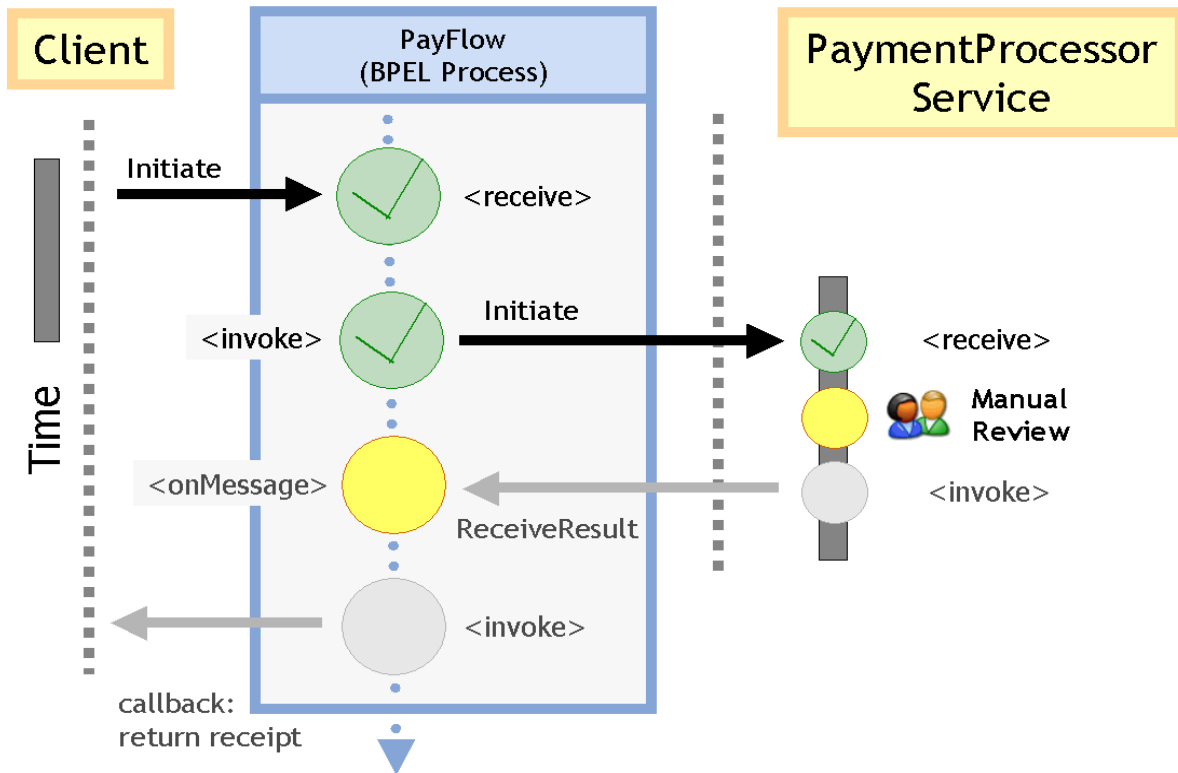 Client
PayFlow
(BPEL Process)
PaymentProcessor
Service
Initiate
<receive>
Initiate
<invoke>
<receive>
Time
Manual
Review
<onMessage>
<invoke>
ReceiveResult
<invoke>
callback:
return receipt